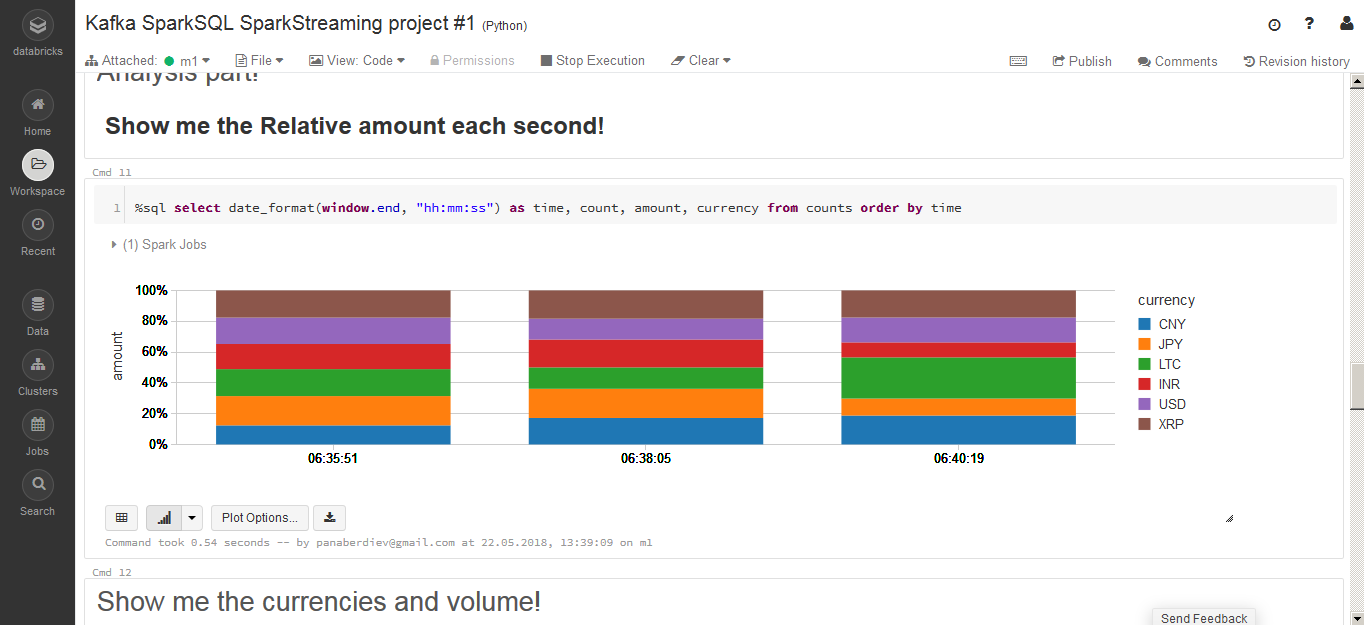 Kafka SparkSQL SparkStreaming project #1 (Python)
?
databricks
Attached: m1 File View: Code Permissions Stop Execution Clear Publish Comments Revision history
Analysis part!
Home
Show me the Relative amount each second!
Workspace
Recent
Data
Clusters
Jobs
Search
Cmd 11
1 %sql select date_format(window.end, "hh:mm:ss") as time, count, amount, currency from counts order by time
(1) Spark Jobs
100%
80%
60%
40%
20%
0%
amount
06:35:51 06:38:05 06:40:19
currency
CNY
JPY
LTC
INR
USD
XRP
Plot Options...
Command took 0.54 seconds -- by panaberdiev@gmail.com at 22.05.2018, 13:39:09 on m1
Cmd 12
Show me the currencies and volume!
Send Feedback